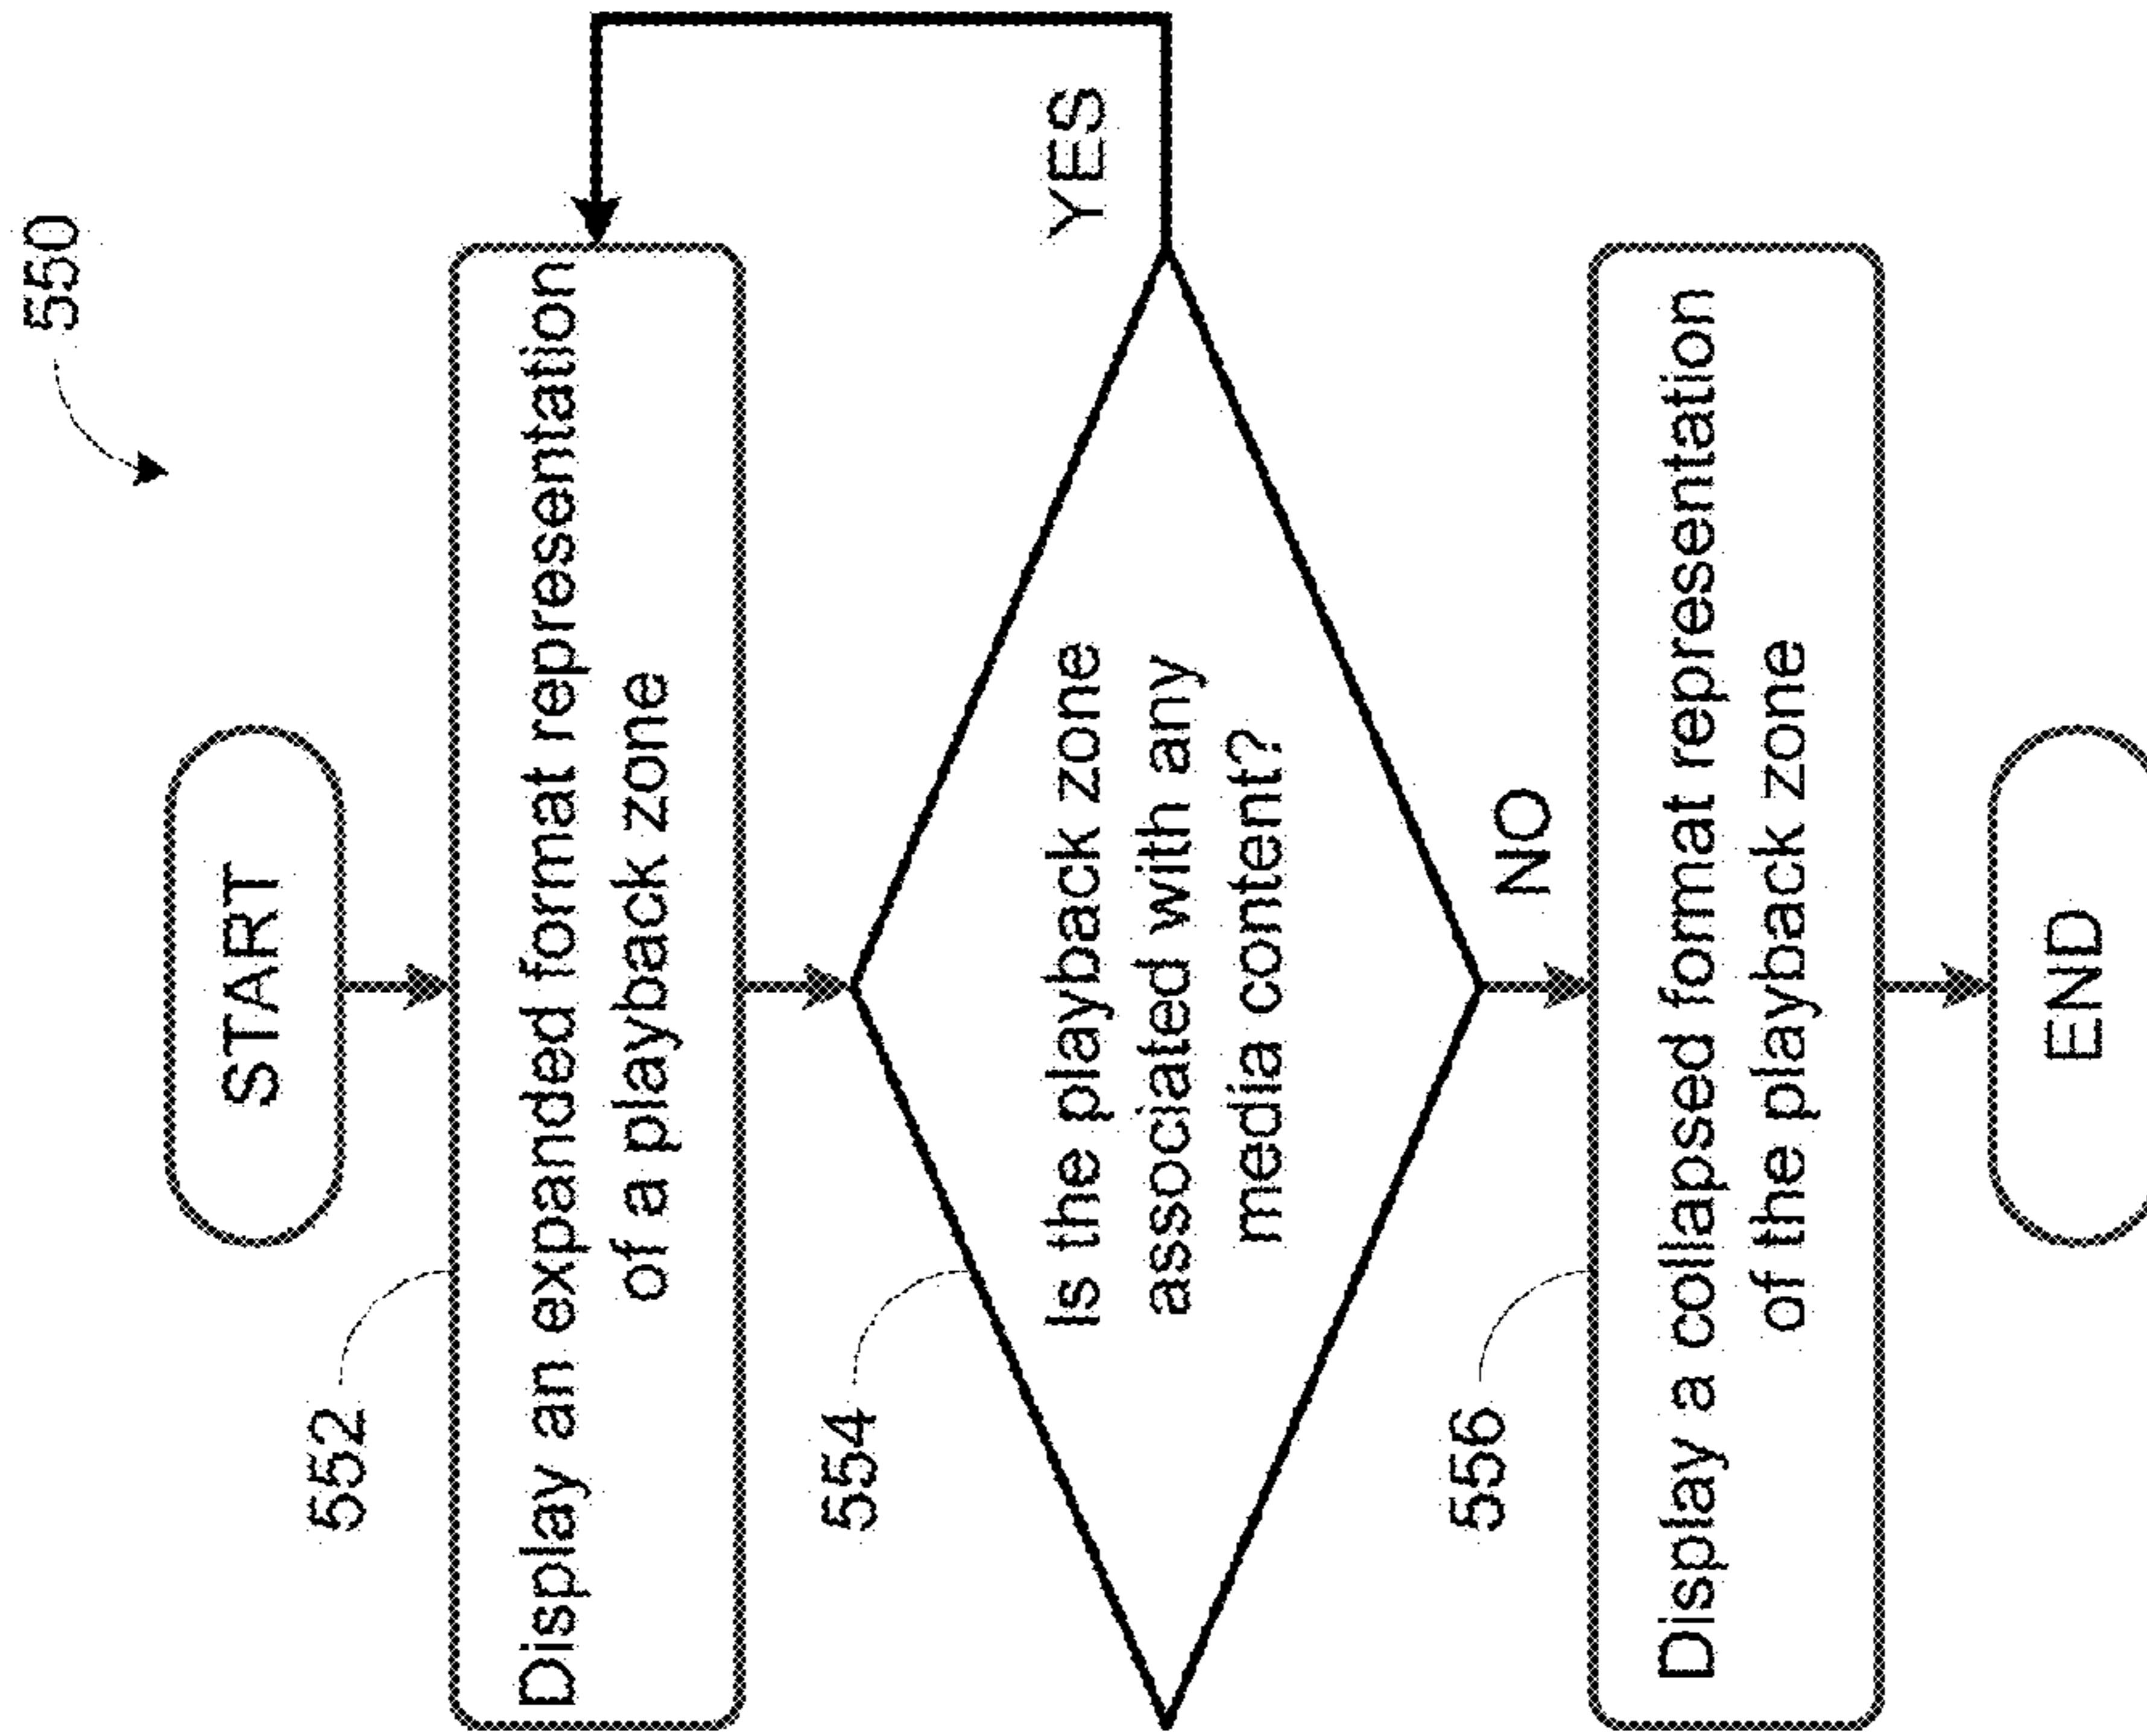 550
START
552
Display an expanded format representation
of a playback zone
554
Is the playback zone
associated with any
media content?
YES
NO
556
Display a collapsed format representation
of the playback zone
END